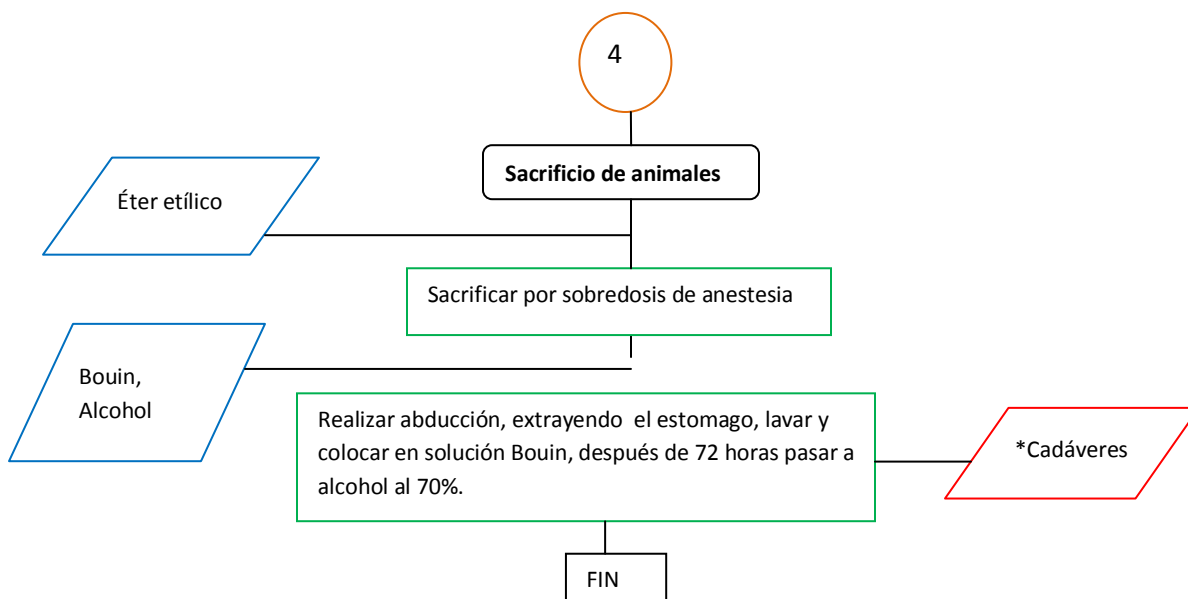 4
Sacrificio de animales
Éter etílico
Sacrificar por sobredosis de anestesia
Bouin,
Alcohol
Realizar abducción, extrayendo el estomago, lavar y
colocar en solución Bouin, después de 72 horas pasar a
alcohol al 70%.
*Cadáveres
FIN